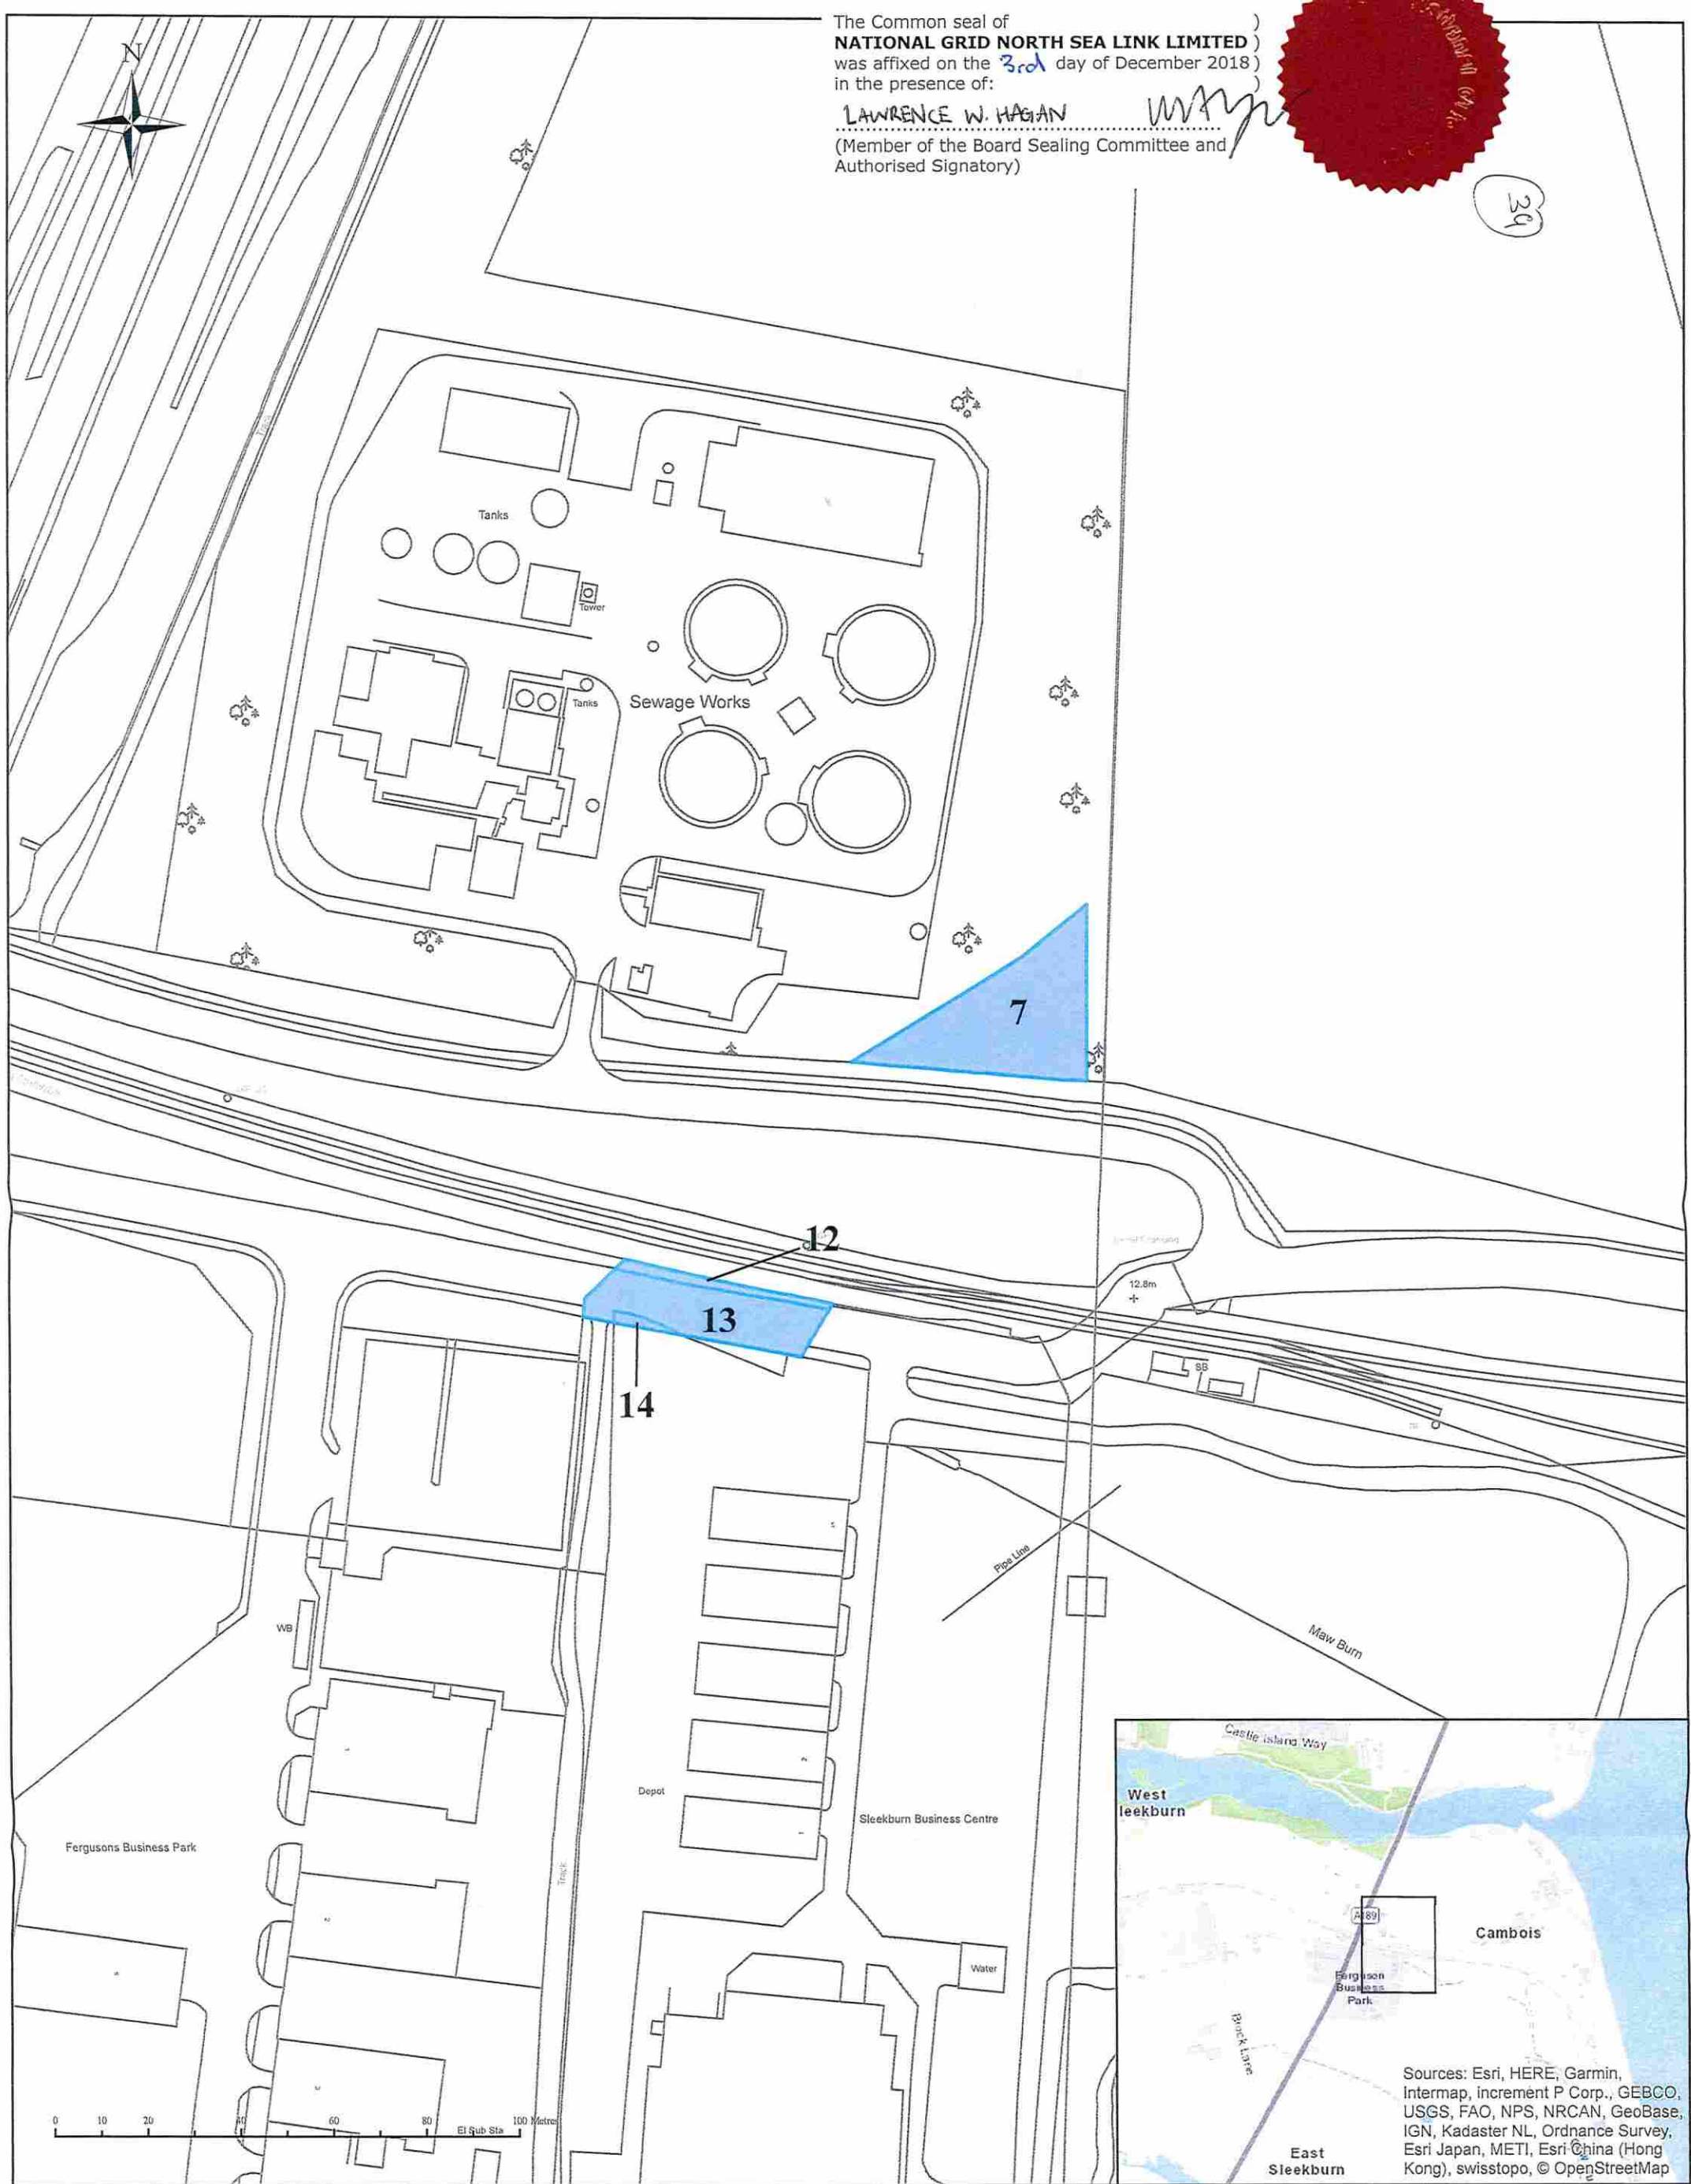 The Common seal of )
NATIONAL GRID NORTH SEA LINK LIMITED )
was affixed on the 3rd day of December 2018 )
in the presence of: )
LAWRENCE W. HAGAN
(Member of the Board Sealing Committee and
Authorised Signatory)
39
N
Track
Tanks
Tower
Tanks
Sewage Works
7
12
13
14
12.8m
SB
Pipe Line
Maw Burn
WB
Depot
Sleekburn Business Centre
Fergusons Business Park
Track
Water
El Sub Sta
0 10 20 40 60 80 100 Metres
Castle Island Way
West
leekburn
A189
Cambois
Ferguson
Business
Park
Brock Lane
East
Sleekburn
Sources: Esri, HERE, Garmin,
Intermap, increment P Corp., GEBCO,
USGS, FAO, NPS, NRCAN, GeoBase,
IGN, Kadaster NL, Ordnance Survey,
Esri Japan, METI, Esri China (Hong
Kong), swisstopo, © OpenStreetMap